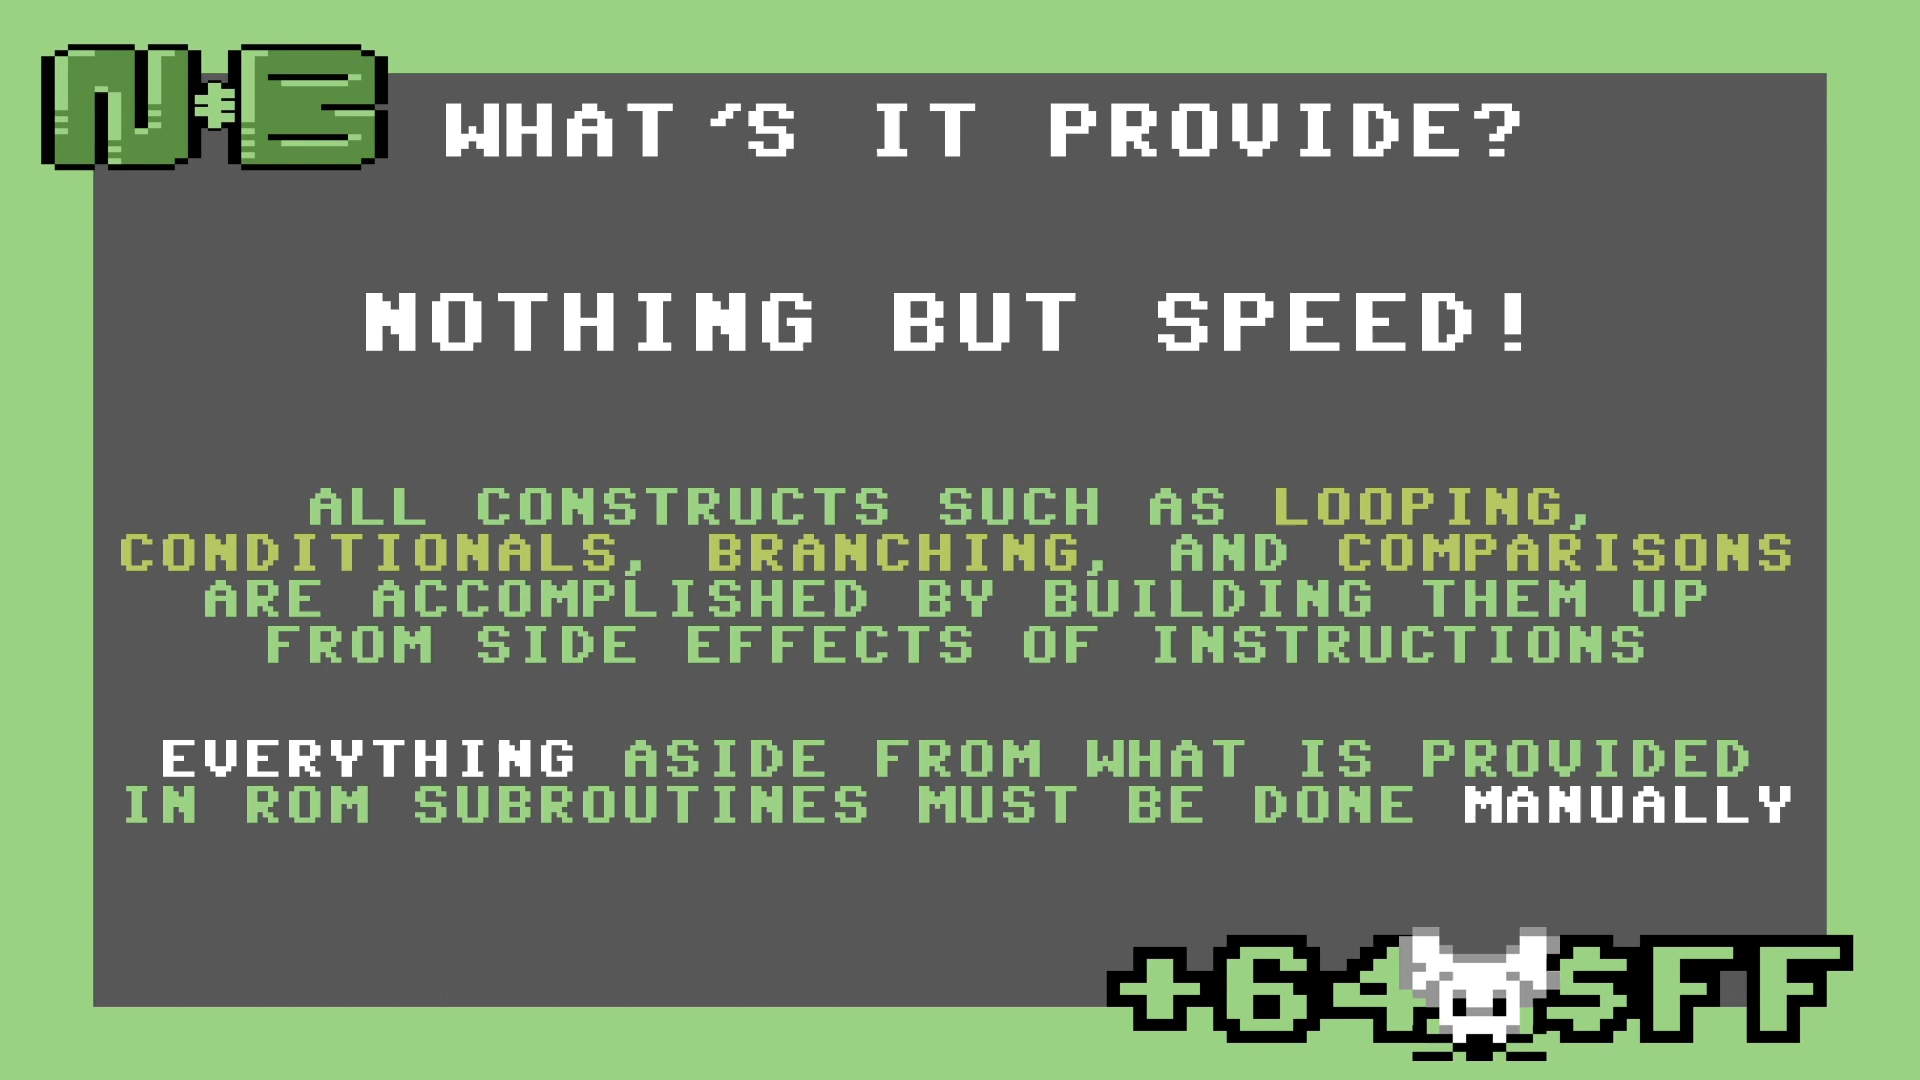 N B
WHAT'S IT PROVIDE?
NOTHING BUT SPEED!
ALL CONSTRUCTS SUCH AS LOOPING,
CONDITIONALS, BRANCHING, AND COMPARISONS
ARE ACCOMPLISHED BY BUILDING THEM UP
FROM SIDE EFFECTS OF INSTRUCTIONS
EVERYTHING ASIDE FROM WHAT IS PROVIDED
IN ROM SUBROUTINES MUST BE DONE MANUALLY
+64 $FF